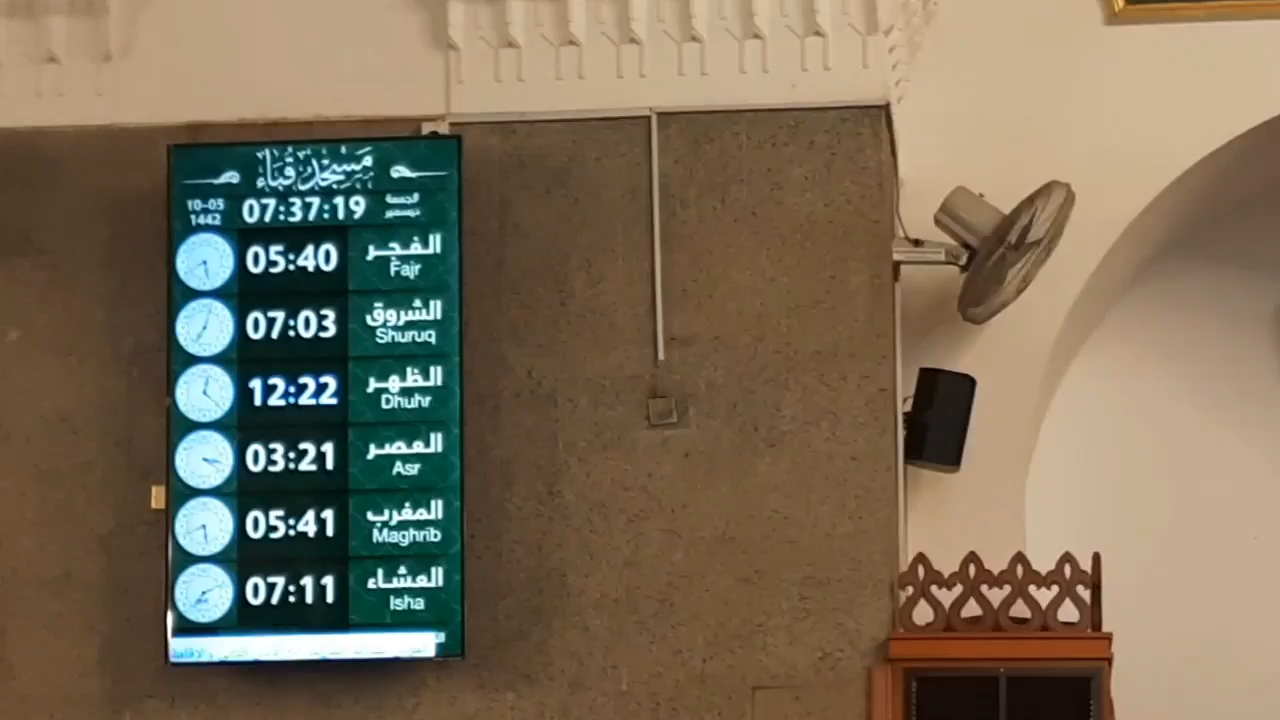 مسجد قباء
10-05
1442
07:37:19
الجمعة
ديسمبر
05:40
الفجر
Fajr
07:03
الشروق
Shuruq
12:22
الظهر
Dhuhr
03:21
العصر
Asr
05:41
المغرب
Maghrib
07:11
العشاء
Isha